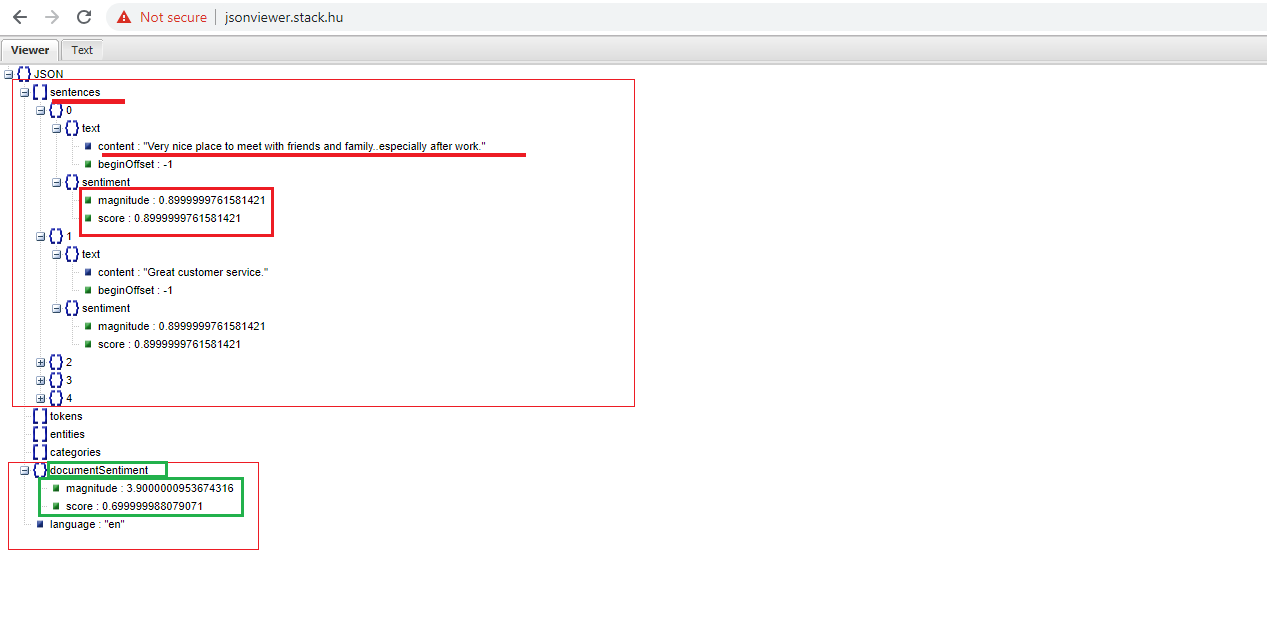 Not secure | jsonviewer.stack.hu
Viewer Text
JSON
sentences
0
text
content : "Very nice place to meet with friends and family..especially after work."
beginOffset : -1
sentiment
magnitude : 0.8999999761581421
score : 0.8999999761581421
1
text
content : "Great customer service."
beginOffset : -1
sentiment
magnitude : 0.8999999761581421
score : 0.8999999761581421
2
3
4
tokens
entities
categories
documentSentiment
magnitude : 3.9000000953674316
score : 0.699999988079071
language : "en"